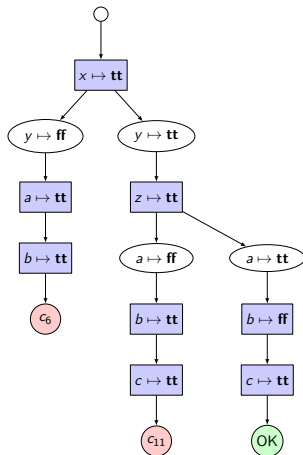 x ↦ tt
y ↦ ff
y ↦ tt
a ↦ tt
z ↦ tt
b ↦ tt
a ↦ ff
a ↦ tt
c₆
b ↦ tt
b ↦ ff
c ↦ tt
c ↦ tt
c₁₁
OK